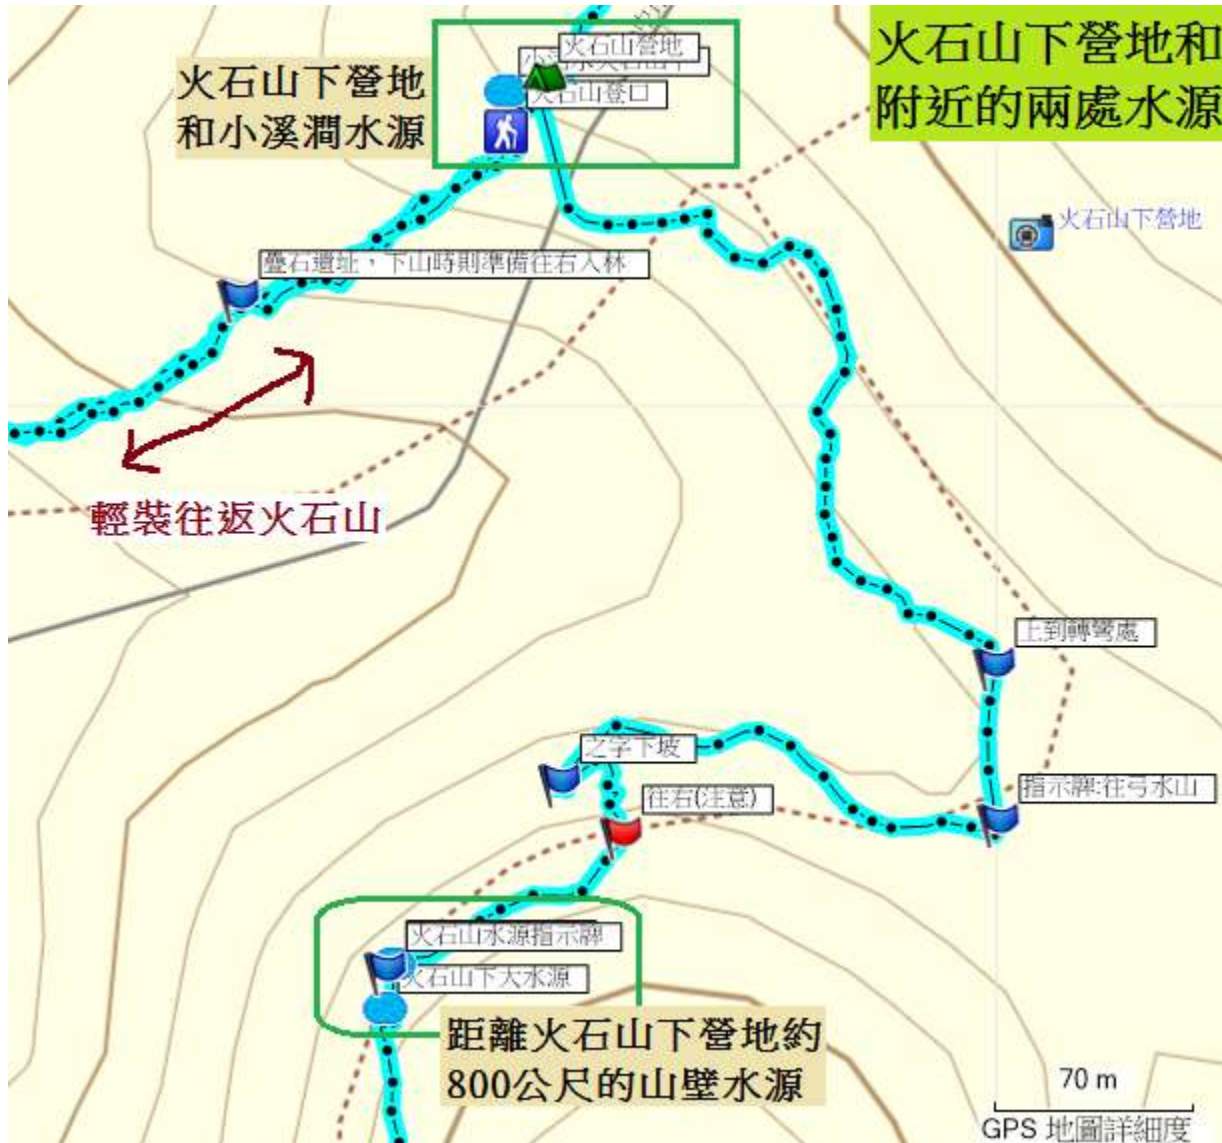 火石山下營地和
附近的兩處水源
火石山下營地
和小溪澗水源
火石山營地
火石山登口
火石山下營地
疊石遺址，下山時則準備往右入林
輕裝往返火石山
上到轉彎處
之字下坡
指示牌:往弓水山
往右(注意)
火石山水源指示牌
火石山下大水源
距離火石山下營地約
800公尺的山壁水源
70 m
GPS 地圖詳細度